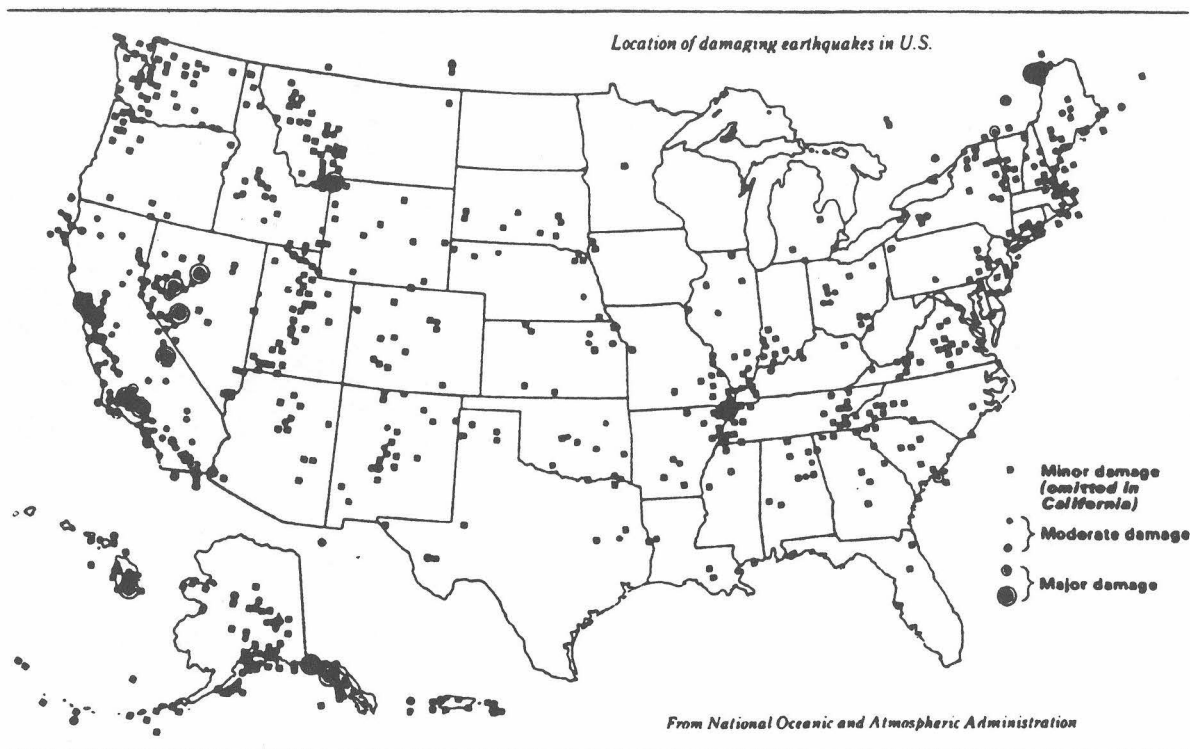 Location of damaging earthquakes in U.S.
Minor damage
(omitted in
California)
Moderate damage
Major damage
From National Oceanic and Atmospheric Administration